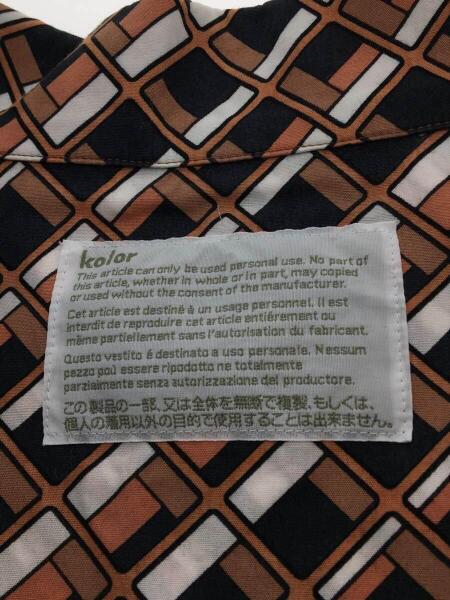 kolor
This article can only be used personal use. No part of
this article, whether in whole or in part, may copied
or used without the consent of the manufacturer.
Cet article est destiné à un usage personnel. Il est
interdit de reproduire cet article entiérement ou
même partiellement sans l'autorisation du fabricant.
Questo vestito é destinato a uso personale. Nessum
pezzo può essere ripodotto ne totalmente
parzialmente senza autorizzazione del productore.
この製品の一部、又は全体を無断で複製、もしくは、
個人の着用以外の目的で使用することは出来ません。